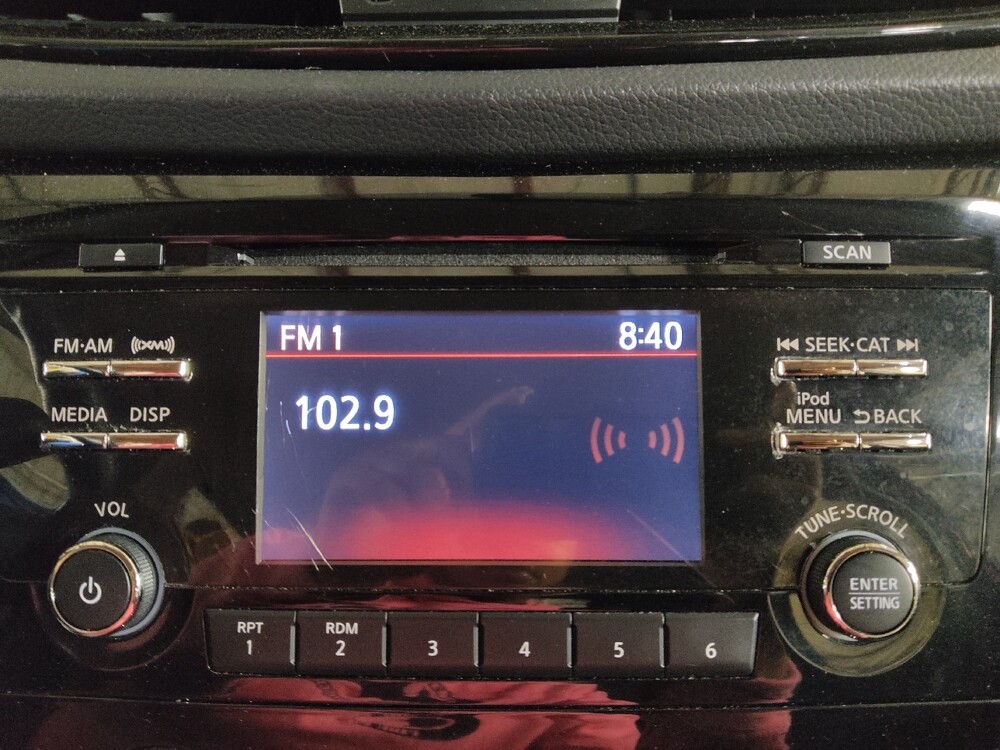 SCAN
FM·AM
((XM))
FM 1
8:40
SEEK·CAT
MEDIA
DISP
102.9
iPod
MENU
BACK
VOL
TUNE·SCROLL
ENTER
SETTING
RPT
1
RDM
2
3
4
5
6